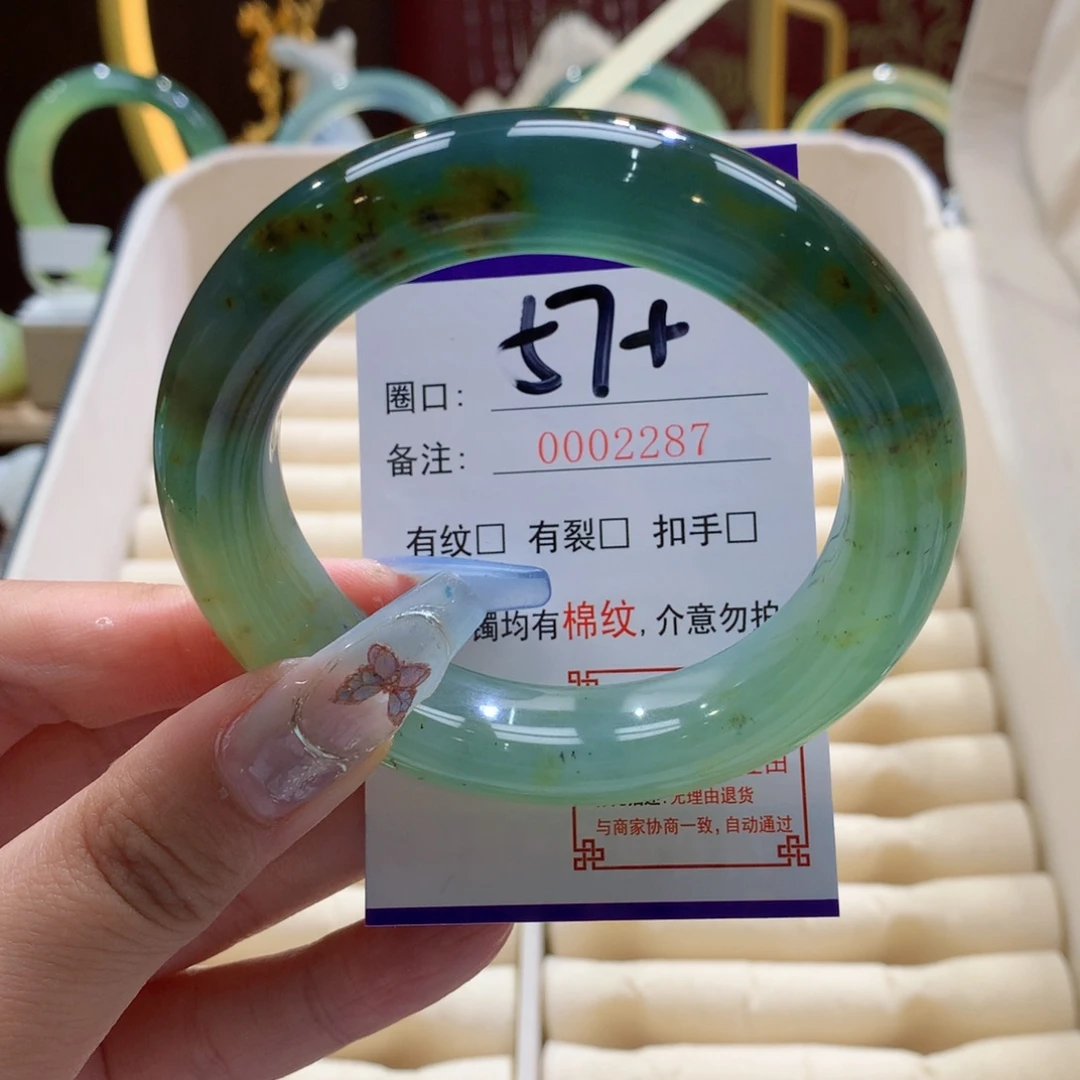 圈口: 57+
备注: 0002287
有纹□ 有裂□ 扣手□
镯均有棉纹, 介意勿拍
无理由退货
与商家协商一致, 自动通过